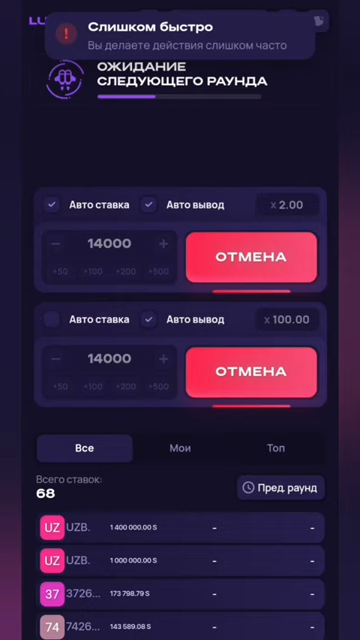 LU
Слишком быстро
Вы делаете действия слишком часто
ОЖИДАНИЕ
СЛЕДУЮЩЕГО РАУНДА
Авто ставка Авто вывод x 2.00
− 14000 +
+50 +100 +200 +500
ОТМЕНА
Авто ставка Авто вывод x 100.00
− 14000 +
+50 +100 +200 +500
ОТМЕНА
Все Мои Топ
Всего ставок:
68
Пред. раунд
UZ UZB. 1 400 000.00 S - -
UZ UZB. 1 000 000.00 S - -
37 3726... 173 798.79 S - -
74 7426... 143 589.08 S - -